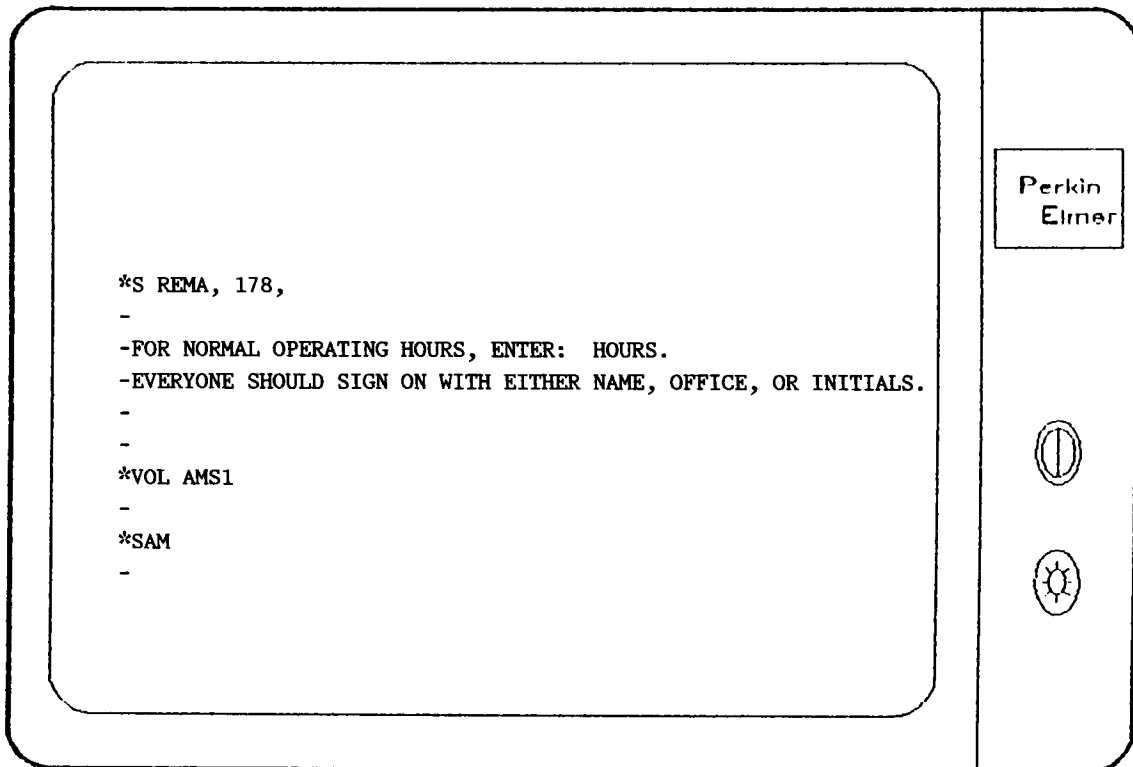 *S REMA, 178,
-
-FOR NORMAL OPERATING HOURS, ENTER:  HOURS.
-EVERYONE SHOULD SIGN ON WITH EITHER NAME, OFFICE, OR INITIALS.
-
-
*VOL AMS1
-
*SAM
-
Perkin
Elmer